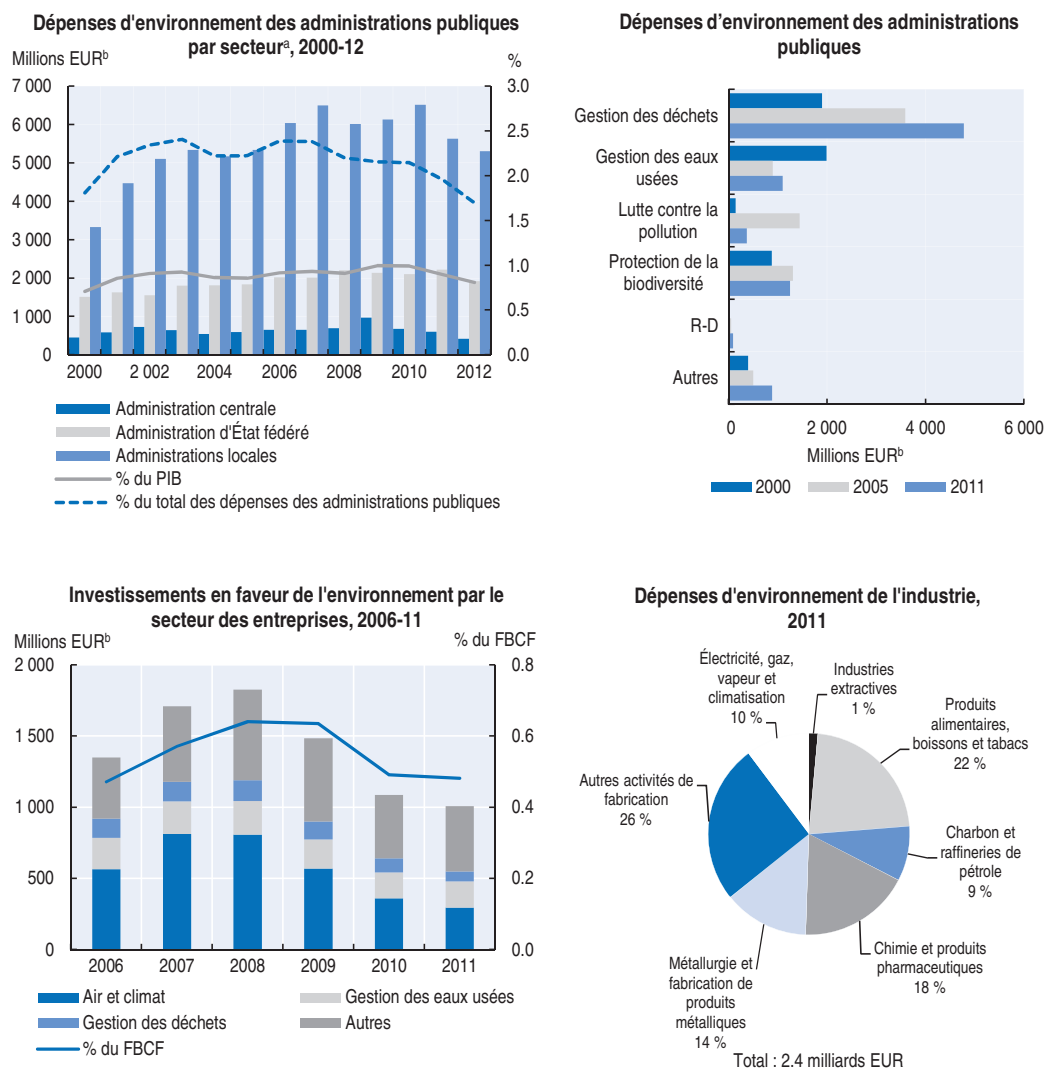 Dépenses d'environnement des administrations publiques
par secteurᵃ, 2000-12
Millions EURᵇ
%
7 000
6 000
5 000
4 000
3 000
2 000
1 000
0
3.0
2.5
2.0
1.5
1.0
0.5
0.0
2000
2 002
2004
2006
2008
2010
2012
Administration centrale
Administration d'État fédéré
Administrations locales
% du PIB
% du total des dépenses des administrations publiques
Dépenses d'environnement des administrations
publiques
Gestion des déchets
Gestion des eaux
usées
Lutte contre la
pollution
Protection de la
biodiversité
R-D
Autres
0
2 000
4 000
6 000
Millions EURᵇ
2000
2005
2011
Investissements en faveur de l'environnement par le
secteur des entreprises, 2006-11
Millions EURᵇ
% du FBCF
2 000
1 500
1 000
500
0
0.8
0.6
0.4
0.2
0.0
2006
2007
2008
2009
2010
2011
Air et climat
Gestion des eaux usées
Gestion des déchets
Autres
% du FBCF
Dépenses d'environnement de l'industrie,
2011
Électricité, gaz,
vapeur et
climatisation
10 %
Industries
extractives
1 %
Produits
alimentaires,
boissons et tabacs
22 %
Autres activités de
fabrication
26 %
Charbon et
raffineries de
pétrole
9 %
Chimie et produits
pharmaceutiques
18 %
Métallurgie et
fabrication de
produits
métalliques
14 %
Total : 2.4 milliards EUR